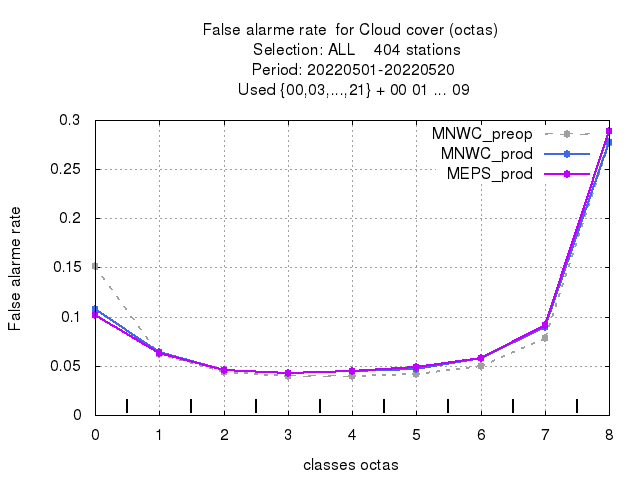 False alarme rate  for Cloud cover (octas)
Selection: ALL    404 stations
Period: 20220501-20220520
Used {00,03,...,21} + 00 01 ... 09
MNWC_preop
MNWC_prod
MEPS_prod
False alarme rate
0.3
0.25
0.2
0.15
0.1
0.05
0
0 1 2 3 4 5 6 7 8
classes octas